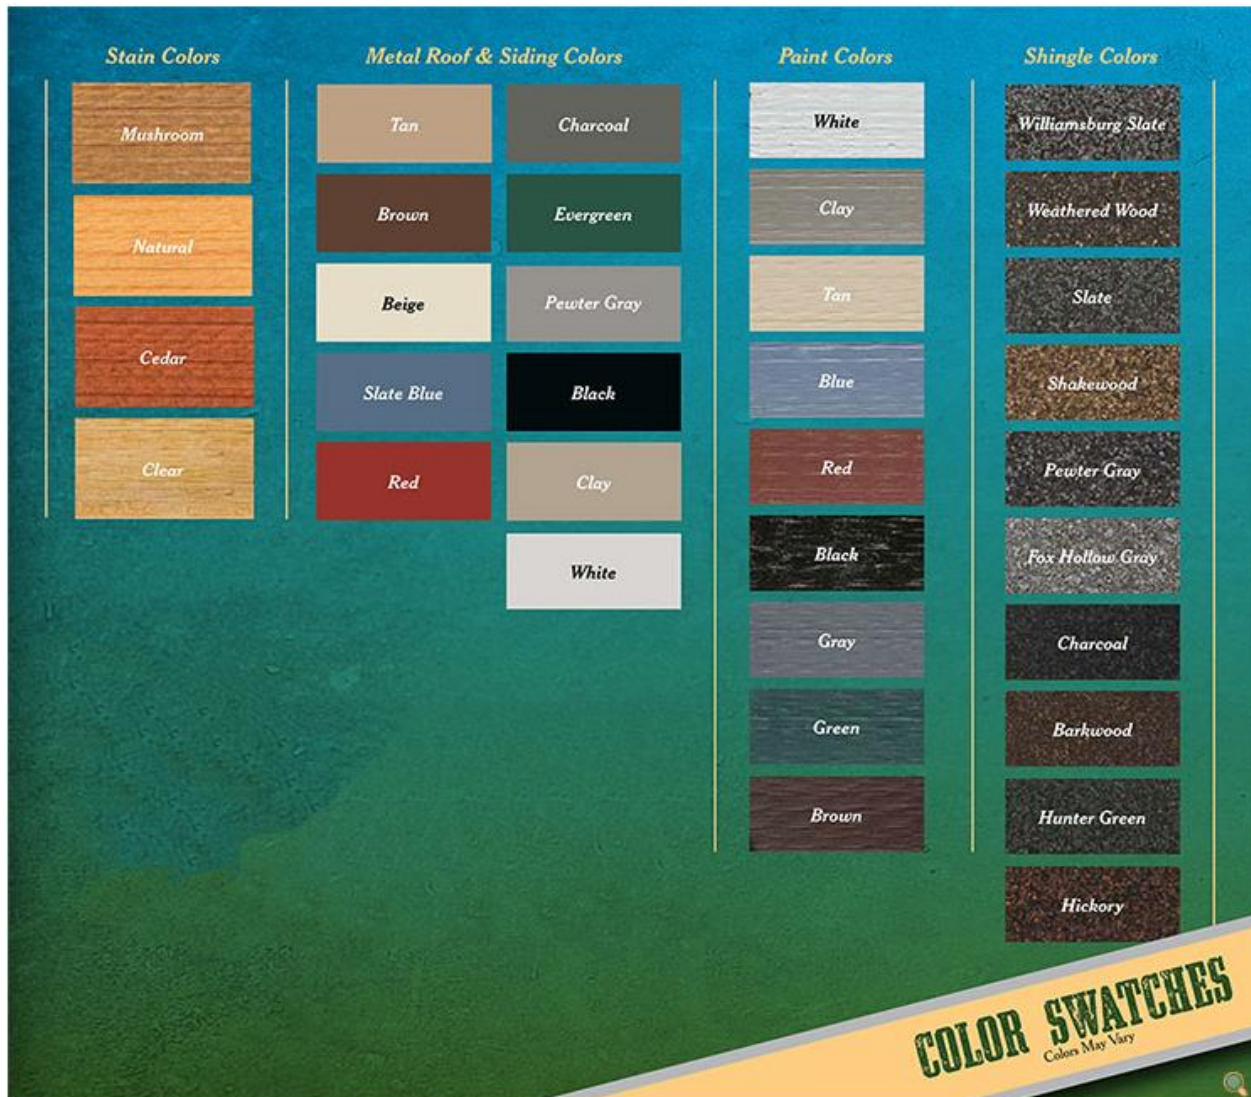 Stain Colors
Mushroom
Natural
Cedar
Clear
Metal Roof & Siding Colors
Tan
Brown
Beige
Slate Blue
Red
Charcoal
Evergreen
Pewter Gray
Black
Clay
White
Paint Colors
White
Clay
Tan
Blue
Red
Black
Gray
Green
Brown
Shingle Colors
Williamsburg Slate
Weathered Wood
Slate
Shakewood
Pewter Gray
Fox Hollow Gray
Charcoal
Barkwood
Hunter Green
Hickory
COLOR SWATCHES
Colors May Vary